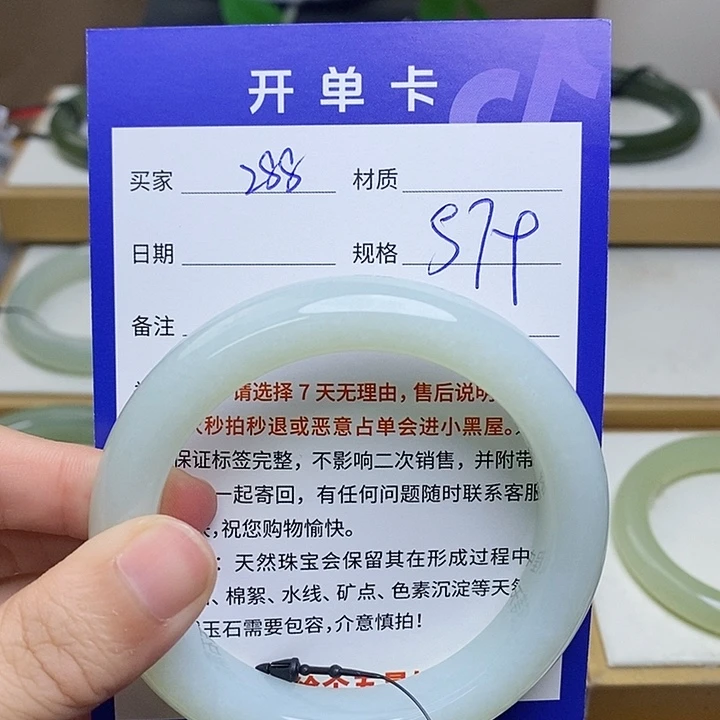 开单卡
买家 288 材质
日期 规格 57中
备注
请选择7天无理由,售后说明
秒拍秒退或恶意占单会进小黑屋。
保证标签完整,不影响二次销售,并附带
一起寄回,有任何问题随时联系客服
,祝您购物愉快。
:天然珠宝会保留其在形成过程中
、棉絮、水线、矿点、色素沉淀等天然
玉石需要包容,介意慎拍!